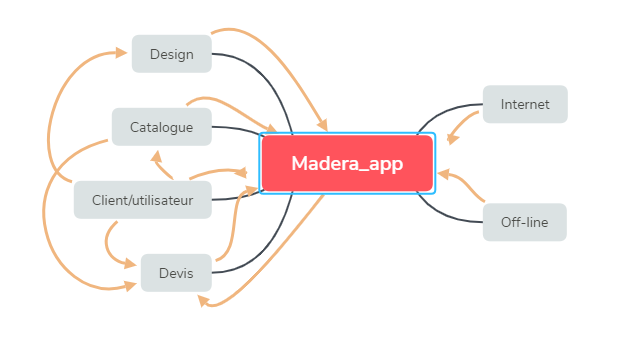 Design
Catalogue
Client/utilisateur
Devis
Madera_app
Internet
Off-line